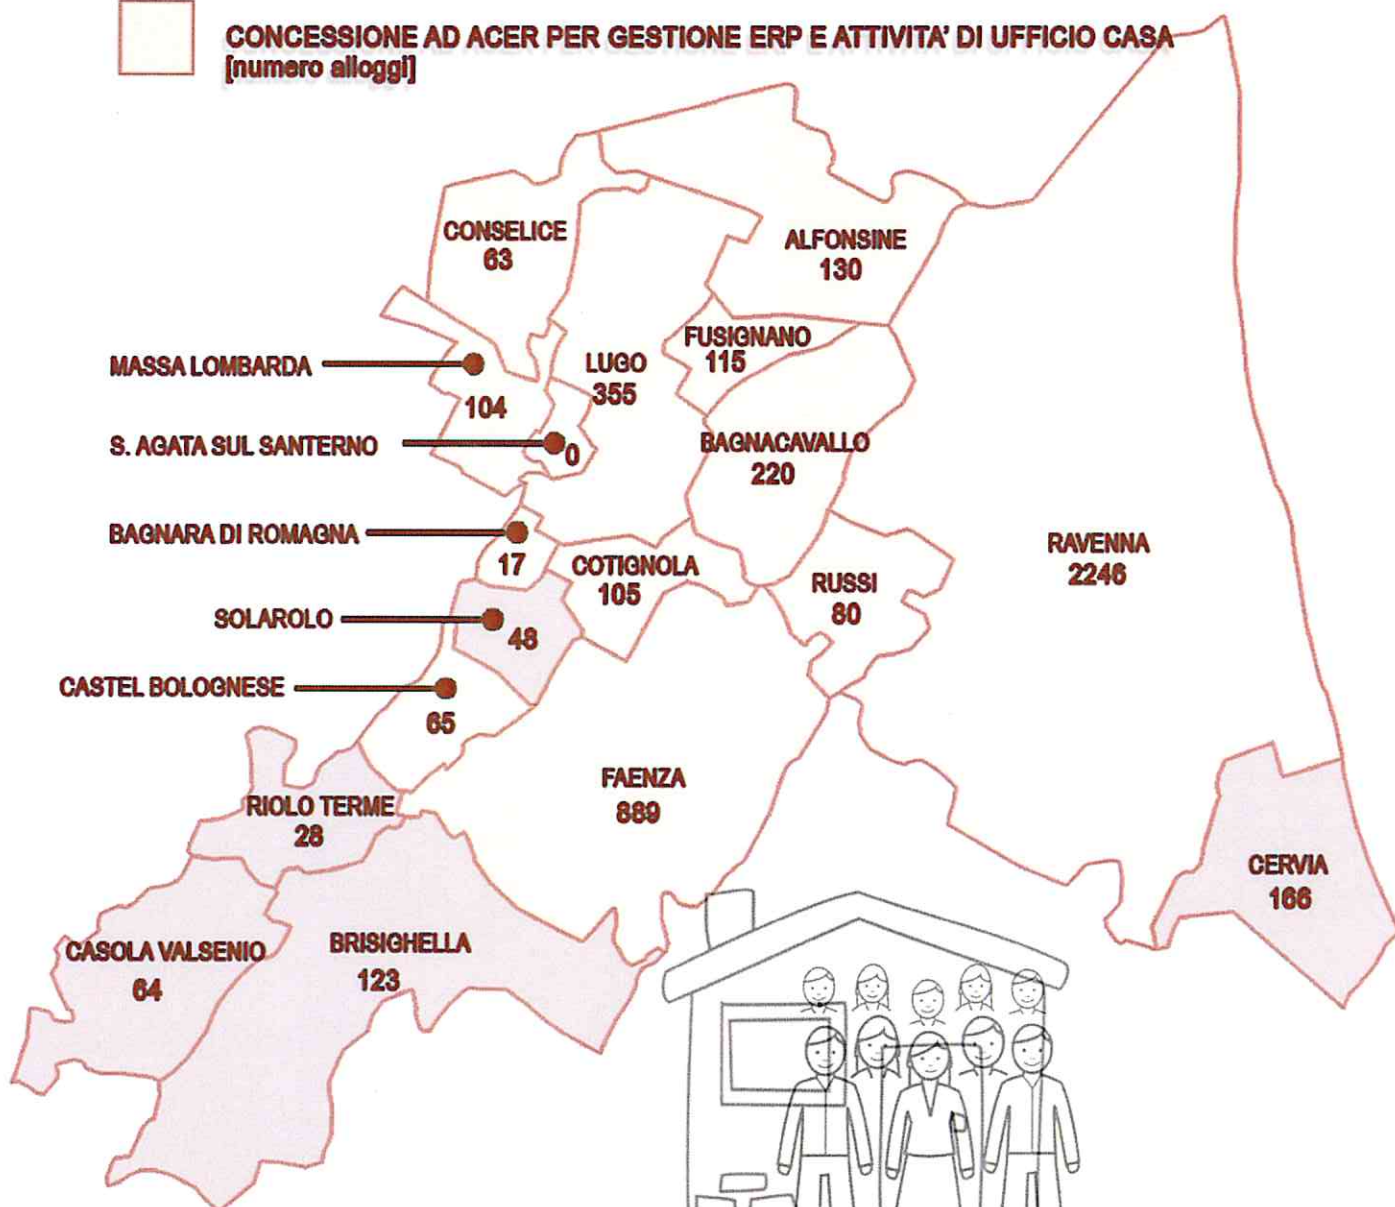 CONCESSIONE AD ACER PER GESTIONE ERP E ATTIVITA' DI UFFICIO CASA
[numero alloggi]
CONSELICE
63
ALFONSINE
130
FUSIGNANO
115
MASSA LOMBARDA
104
LUGO
355
S. AGATA SUL SANTERNO
0
BAGNACAVALLO
220
BAGNARA DI ROMAGNA
17
COTIGNOLA
105
RAVENNA
2246
RUSSI
80
SOLAROLO
48
CASTEL BOLOGNESE
65
FAENZA
889
RIOLO TERME
28
CERVIA
166
CASOLA VALSENIO
64
BRISIGHELLA
123